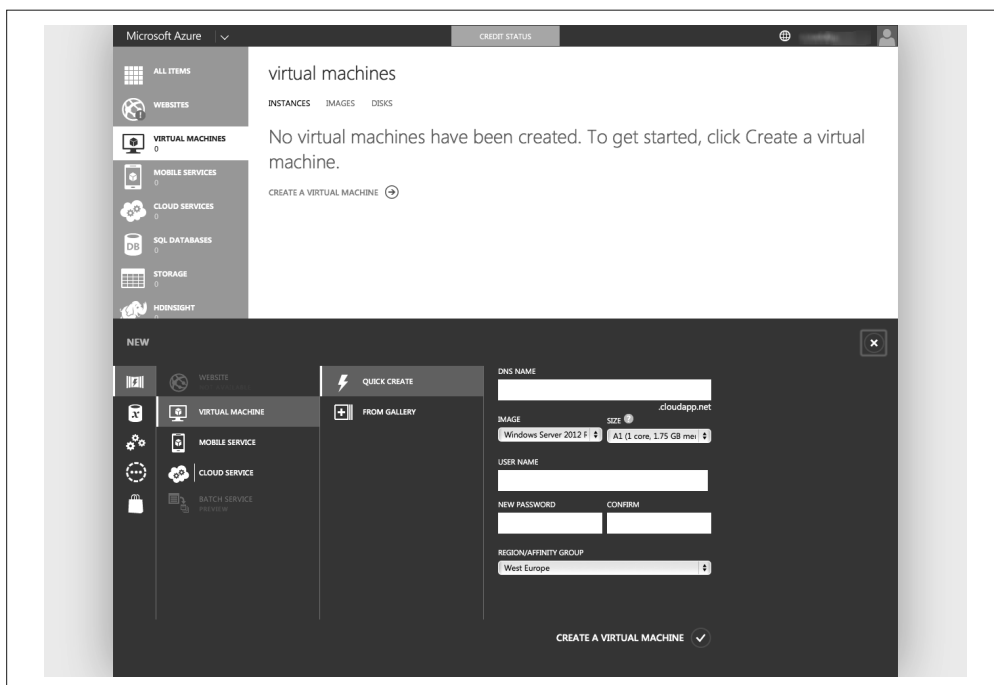 Microsoft Azure
CREDIT STATUS
ALL ITEMS
WEBSITES
VIRTUAL MACHINES
0
MOBILE SERVICES
0
CLOUD SERVICES
0
DB
SQL DATABASES
0
STORAGE
0
HDINSIGHT
0
virtual machines
INSTANCES IMAGES DISKS
No virtual machines have been created. To get started, click Create a virtual
machine.
CREATE A VIRTUAL MACHINE
NEW
WEBSITE
VIRTUAL MACHINE
MOBILE SERVICE
CLOUD SERVICE
BATCH SERVICE
PREVIEW
QUICK CREATE
FROM GALLERY
DNS NAME
.cloudapp.net
IMAGE SIZE ?
Windows Server 2012 F A1 (1 core, 1.75 GB mei
USER NAME
NEW PASSWORD CONFIRM
REGION/AFFINITY GROUP
West Europe
CREATE A VIRTUAL MACHINE